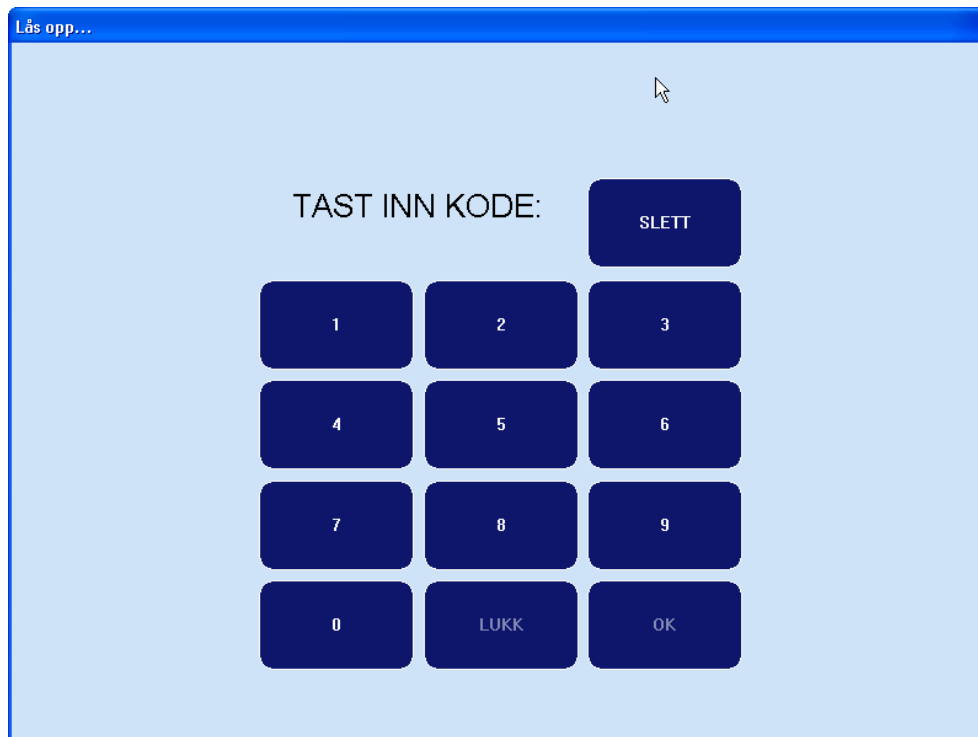 Lås opp...
TAST INN KODE:
SLETT
1 2 3
4 5 6
7 8 9
0 LUKK OK